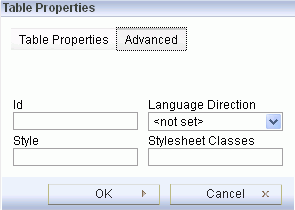 Table Properties
Table Properties Advanced
Id Language Direction
<not set>
Style Stylesheet Classes
OK Cancel